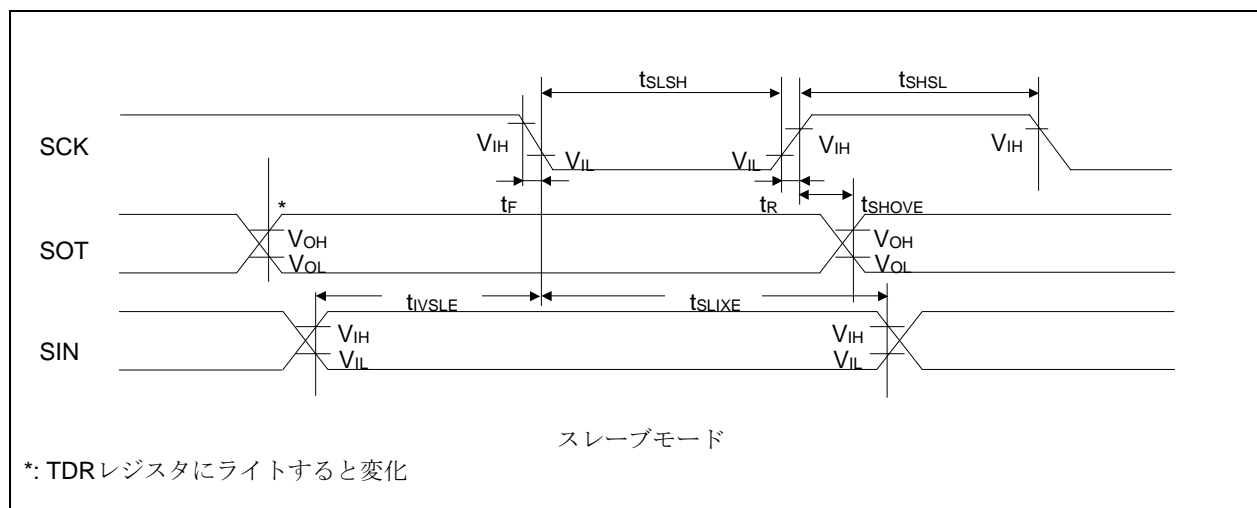 tSLSH
tSHSL
SCK
VIH
VIL
VIL
VIH
VIH
tF
tR
tSHOVE
*
SOT
VOH
VOL
VOH
VOL
tIVSLE
tSLIXE
SIN
VIH
VIL
VIH
VIL
スレーブモード
*: TDRレジスタにライトすると変化